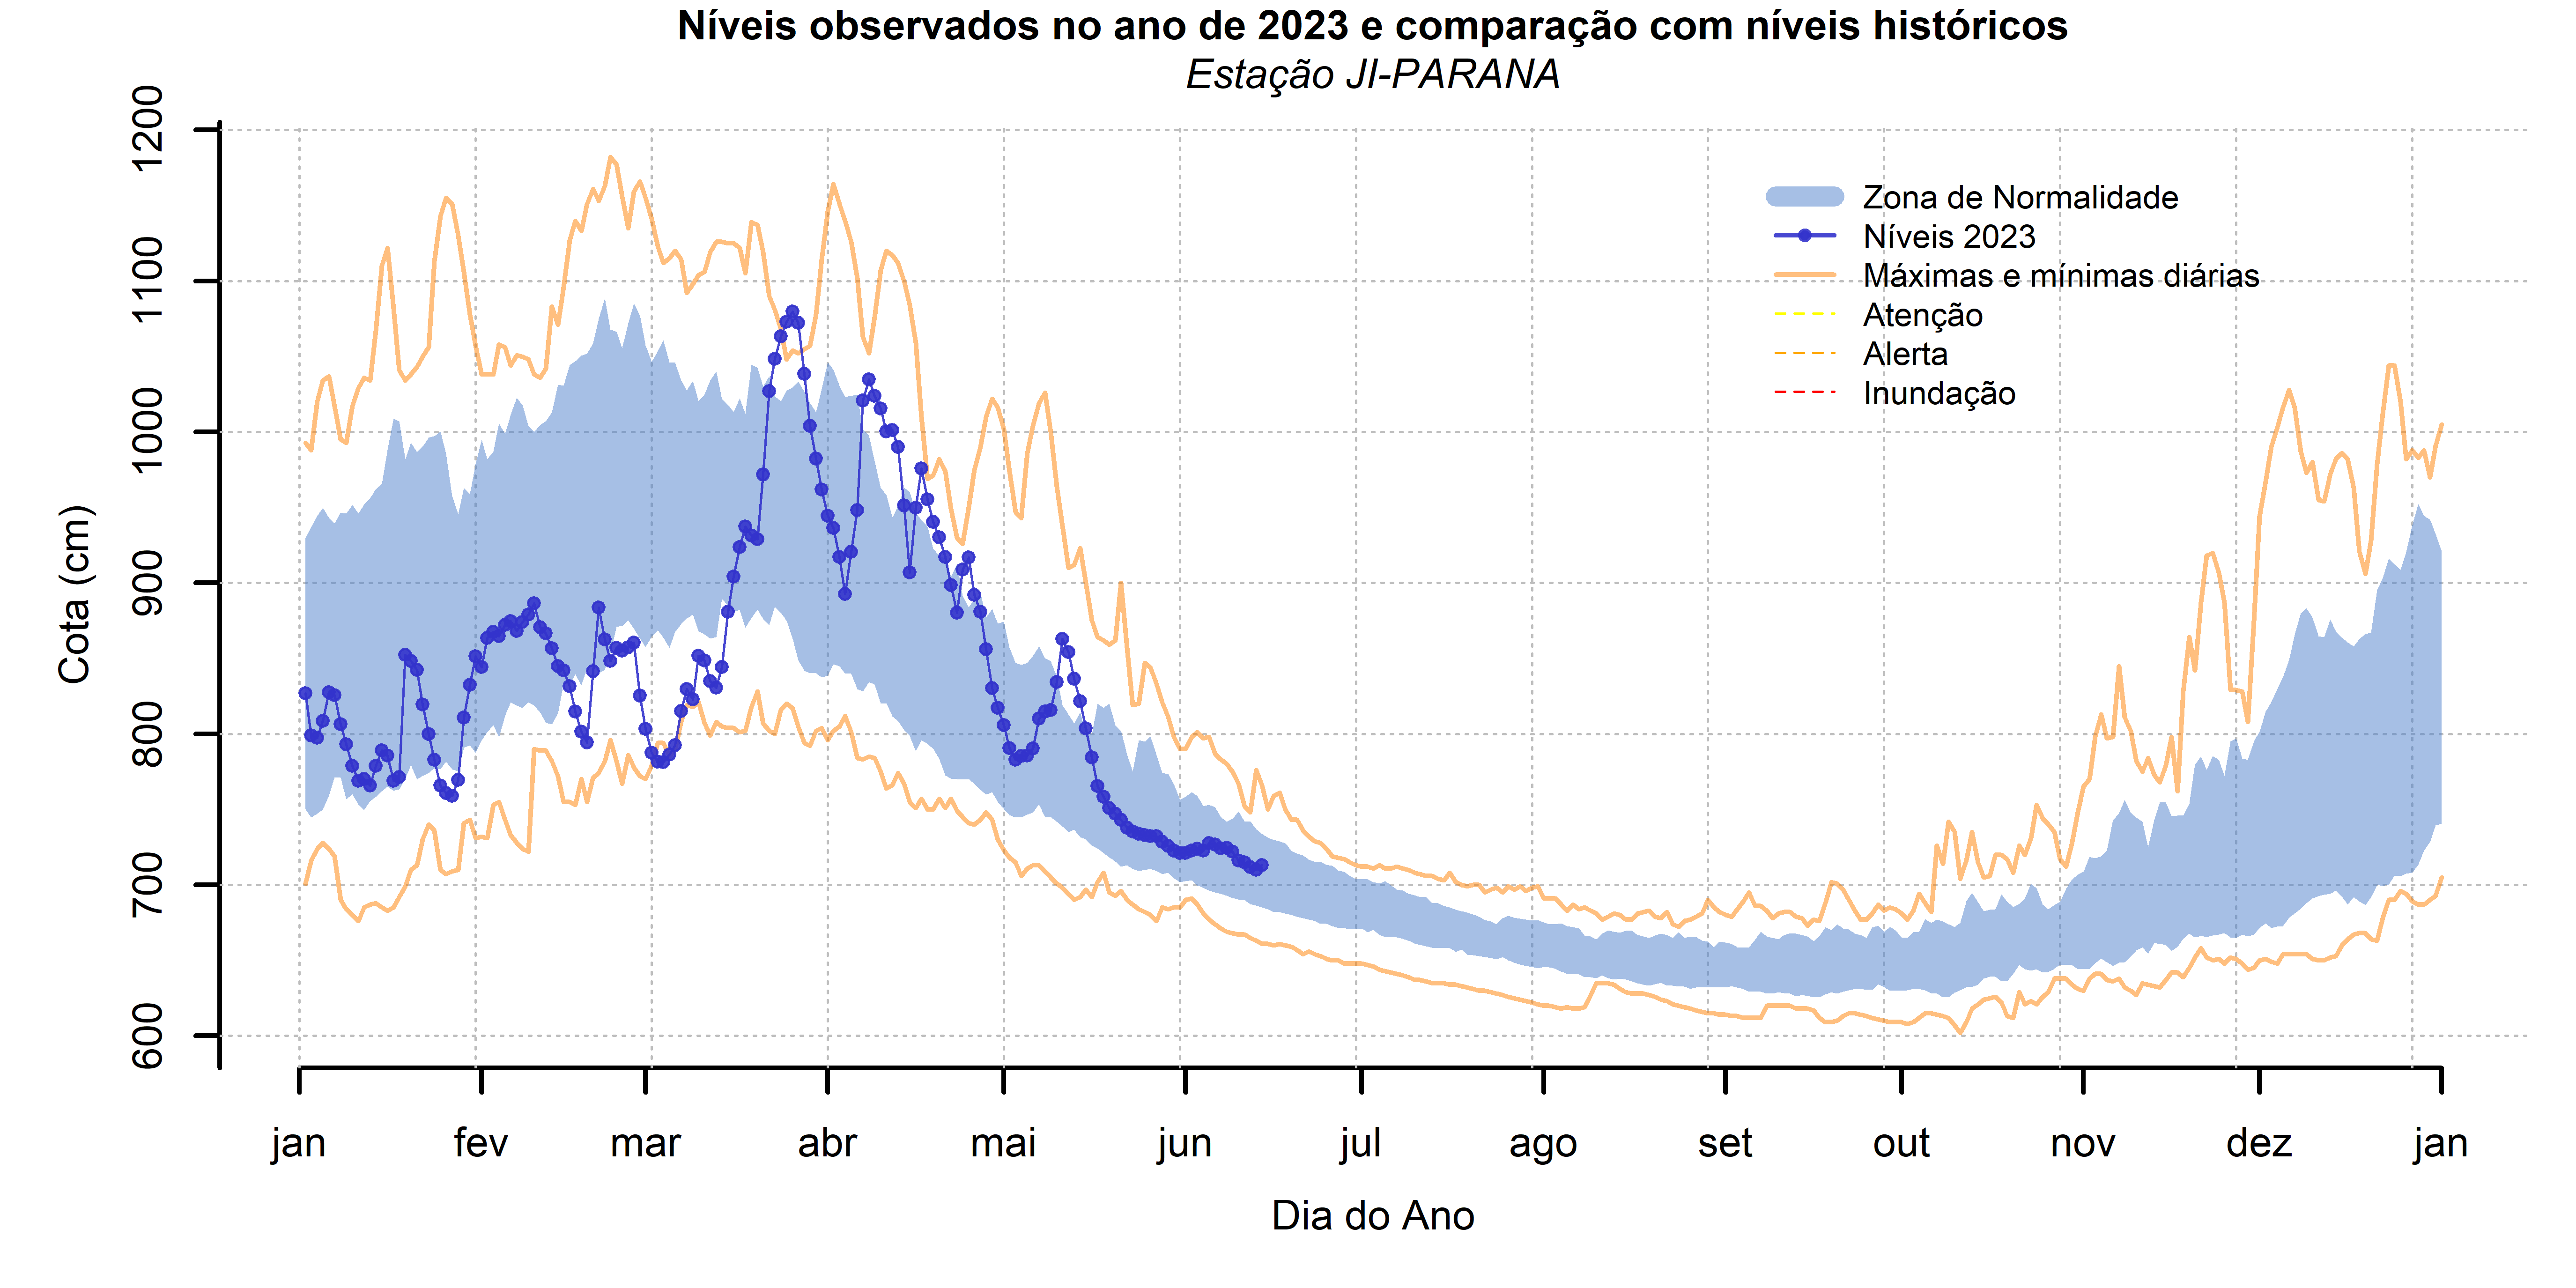 Níveis observados no ano de 2023 e comparação com níveis históricos
Estação JI-PARANA
1200
1100
1000
900
800
700
600
Cota (cm)
Zona de Normalidade
Níveis 2023
Máximas e mínimas diárias
Atenção
Alerta
Inundação
jan fev mar abr mai jun jul ago set out nov dez jan
Dia do Ano